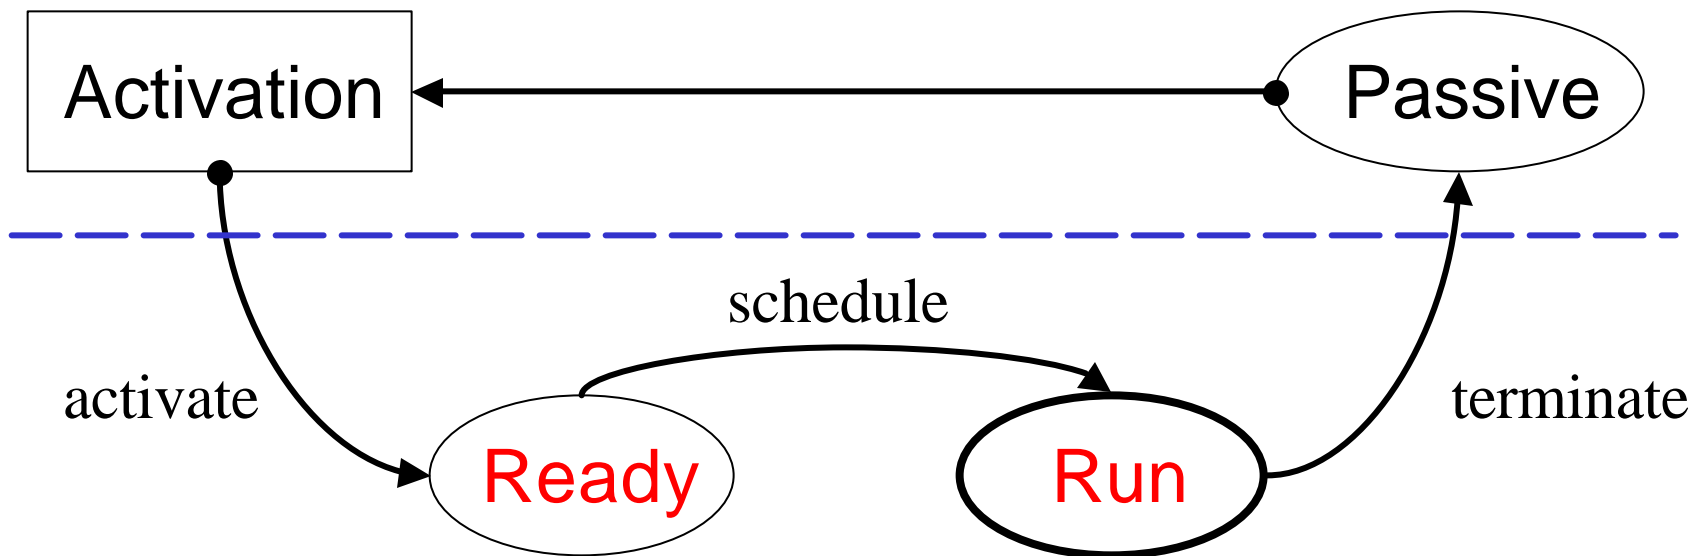 Activation
Passive
schedule
activate
terminate
Ready
Run